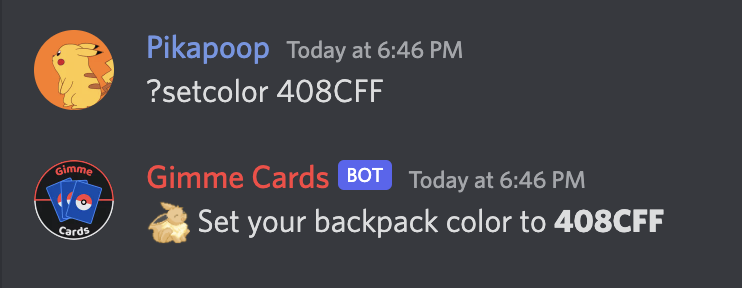 Pikapoop Today at 6:46 PM
?setcolor 408CFF
Gimme Cards BOT Today at 6:46 PM
Gimme
Cards
Set your backpack color to 408CFF